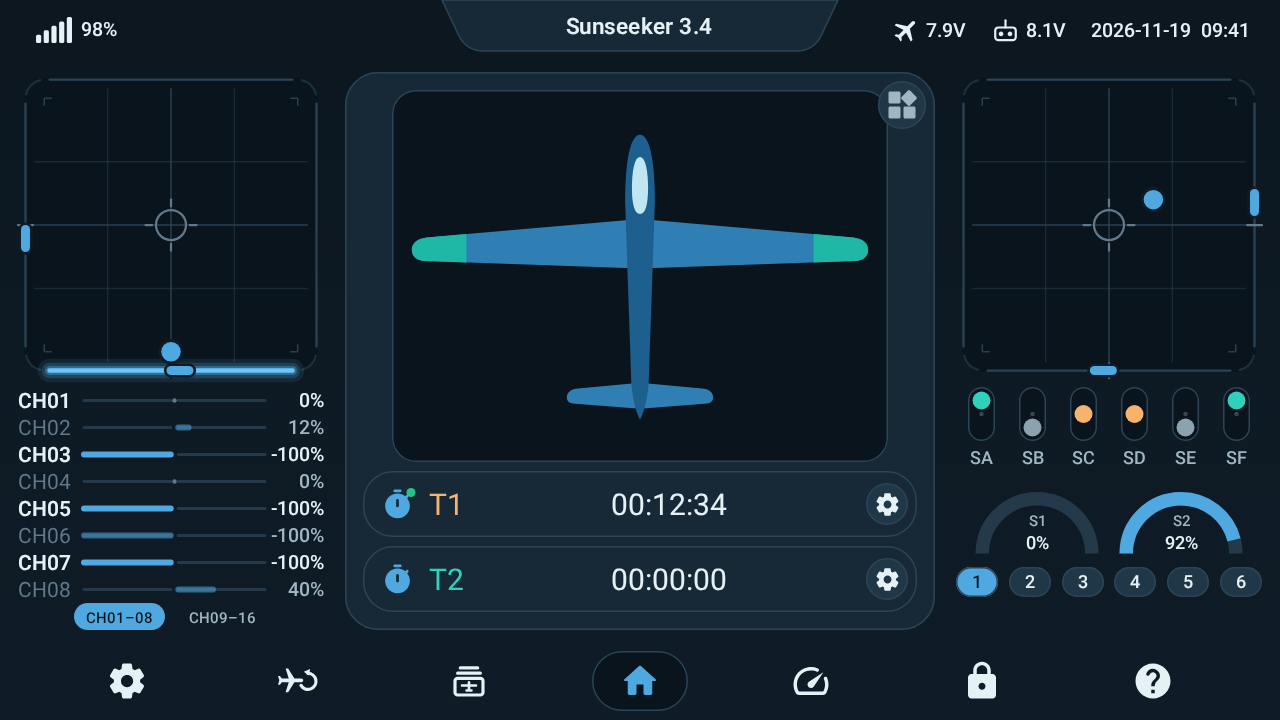 98%
Sunseeker 3.4
7.9V
8.1V
2026-11-19 09:41
CH01 0%
CH02 12%
CH03 -100%
CH04 0%
CH05 -100%
CH06 -100%
CH07 -100%
CH08 40%
CH01–08 CH09–16
T1 00:12:34
T2 00:00:00
SA SB SC SD SE SF
S1 S2
0% 92%
1 2 3 4 5 6